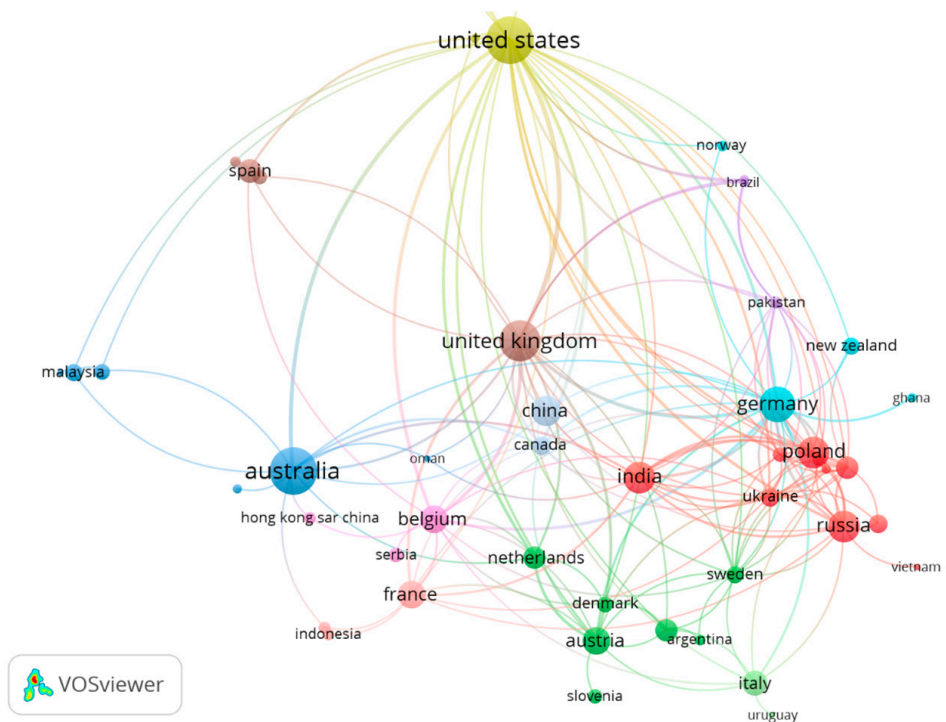 united states
norway
spain
brazil
pakistan
united kingdom
new zealand
malaysia
ghana
germany
china
canada
poland
oman
australia
india
ukraine
hong kong sar china
belgium
russia
serbia
netherlands
vietnam
sweden
france
denmark
indonesia
austria
argentina
italy
slovenia
uruguay
VOSviewer